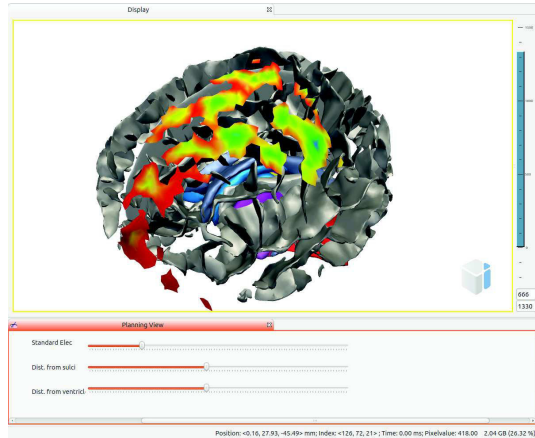 Display
666
1330
Planning View
Standard Elec
Dist. from sulci
Dist. from ventricl.
Position: <0.16, 27.93, -45.49> mm; Index: <126, 72, 21> ; Time: 0.00 ms; Pixelvalue: 418.00 2.04 GB (26.32 %)